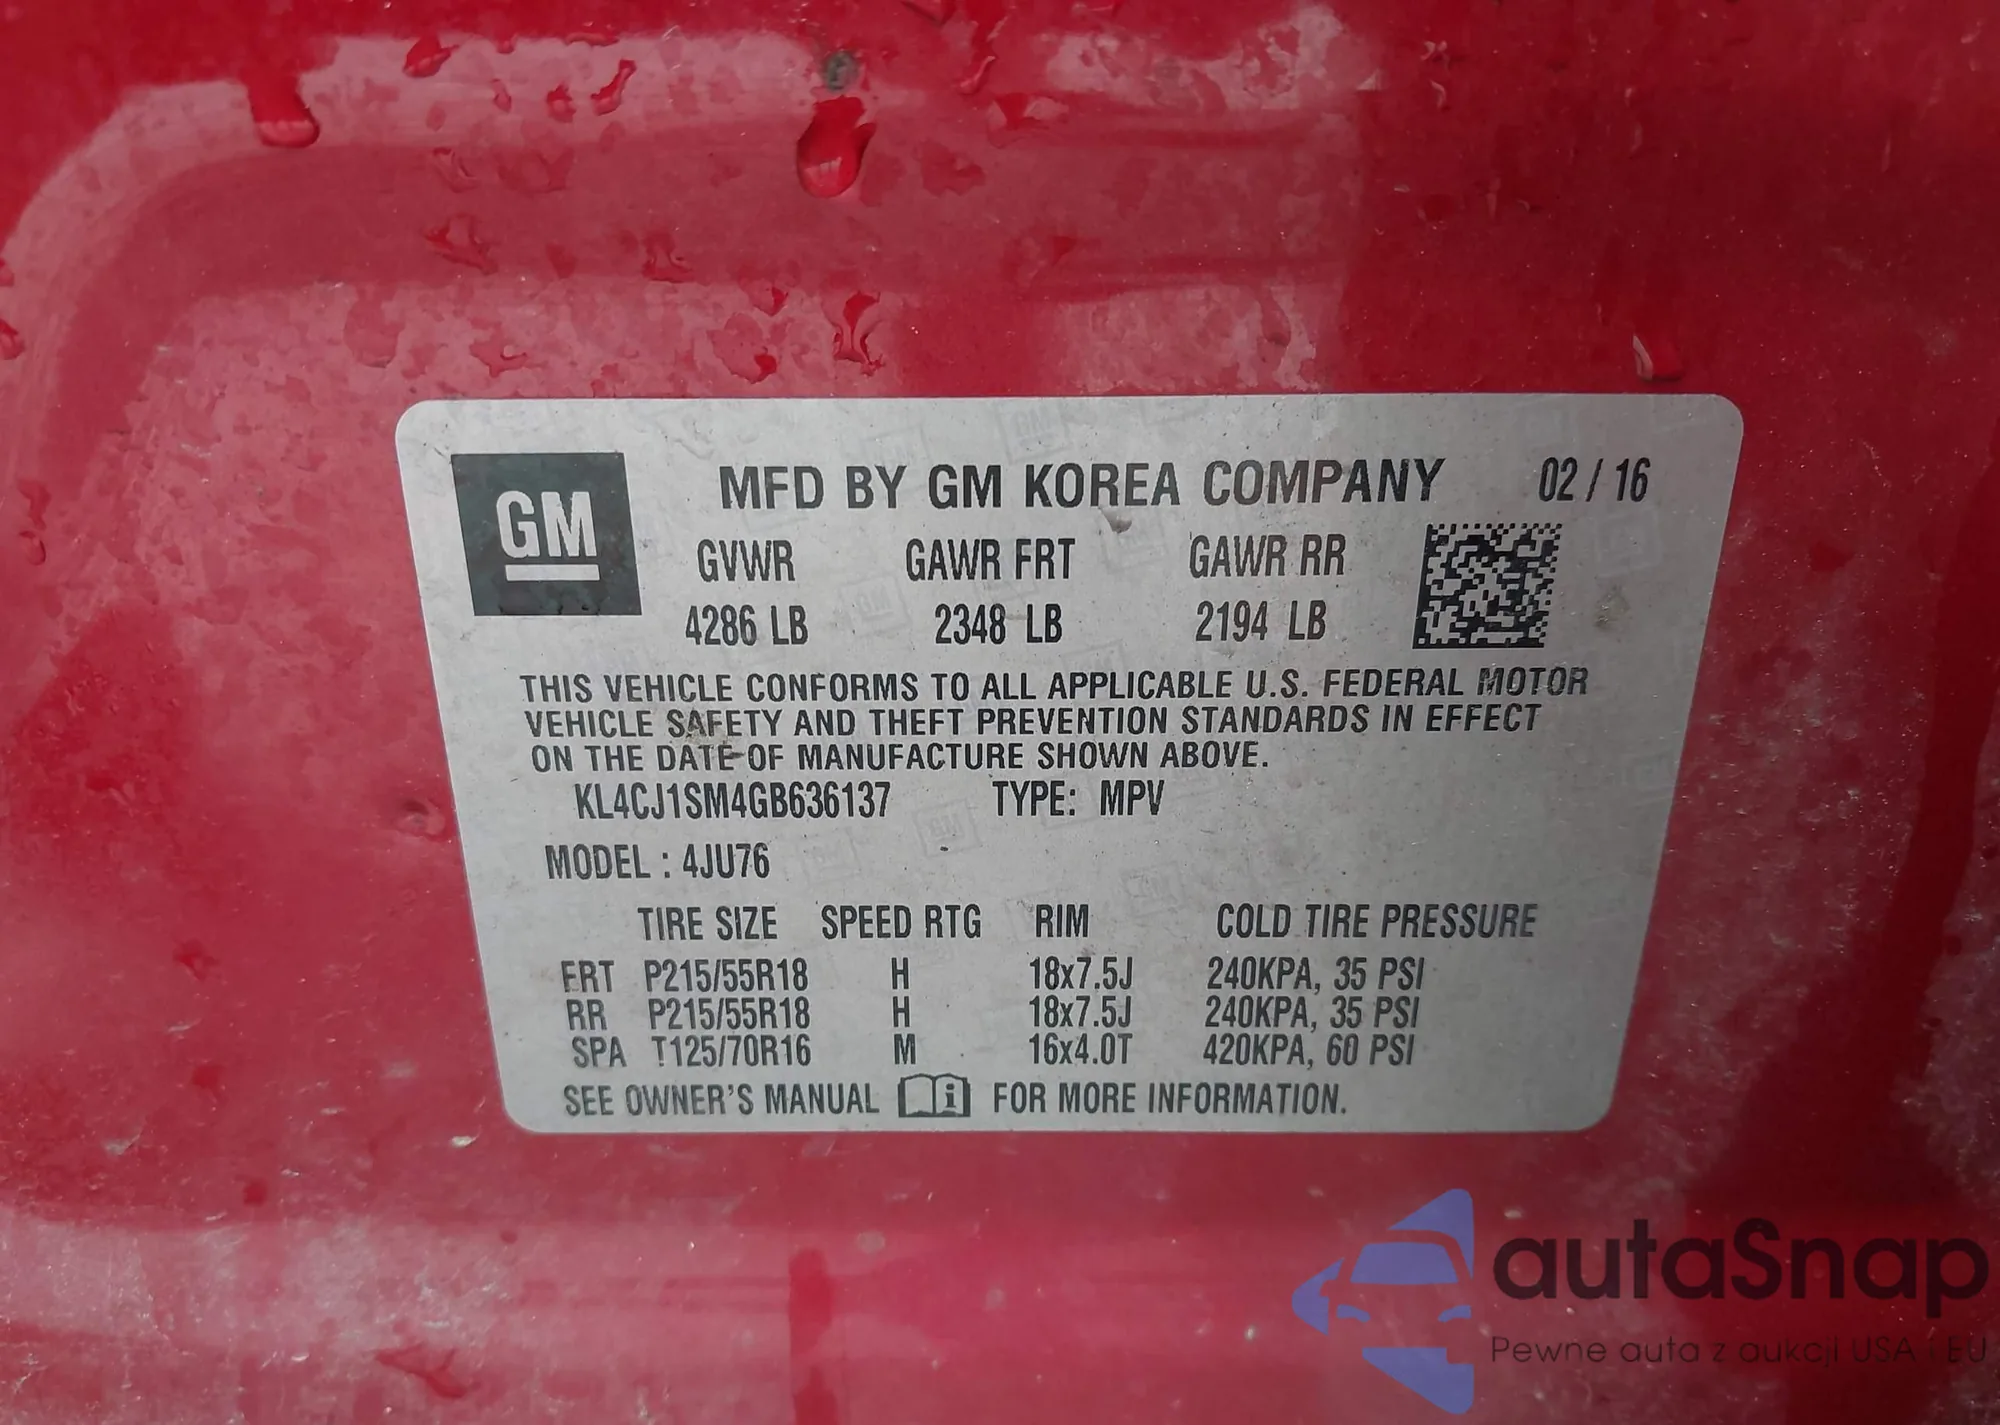 GM
MFD BY GM KOREA COMPANY 02 / 16
GVWR GAWR FRT GAWR RR
4286 LB 2348 LB 2194 LB
THIS VEHICLE CONFORMS TO ALL APPLICABLE U.S. FEDERAL MOTOR
VEHICLE SAFETY AND THEFT PREVENTION STANDARDS IN EFFECT
ON THE DATE OF MANUFACTURE SHOWN ABOVE.
KL4CJ1SM4GB636137 TYPE: MPV
MODEL : 4JU76
TIRE SIZE SPEED RTG RIM COLD TIRE PRESSURE
FRT P215/55R18 H 18x7.5J 240KPA, 35 PSI
RR P215/55R18 H 18x7.5J 240KPA, 35 PSI
SPA T125/70R16 M 16x4.0T 420KPA, 60 PSI
SEE OWNER'S MANUAL i FOR MORE INFORMATION.
autaSnap
Pewne auta z aukcji USA i EU